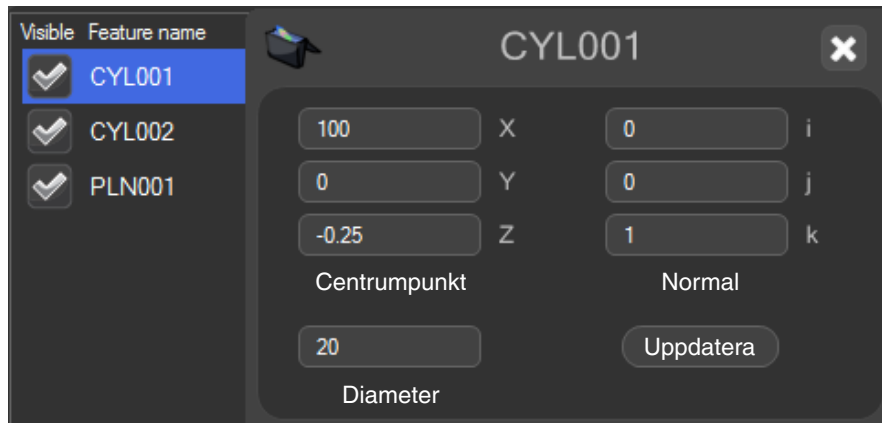 Visible Feature name
CYL001
CYL002
PLN001
CYL001
100 X 0 i
0 Y 0 j
-0.25 Z 1 k
Centrumpunkt Normal
20 Uppdatera
Diameter